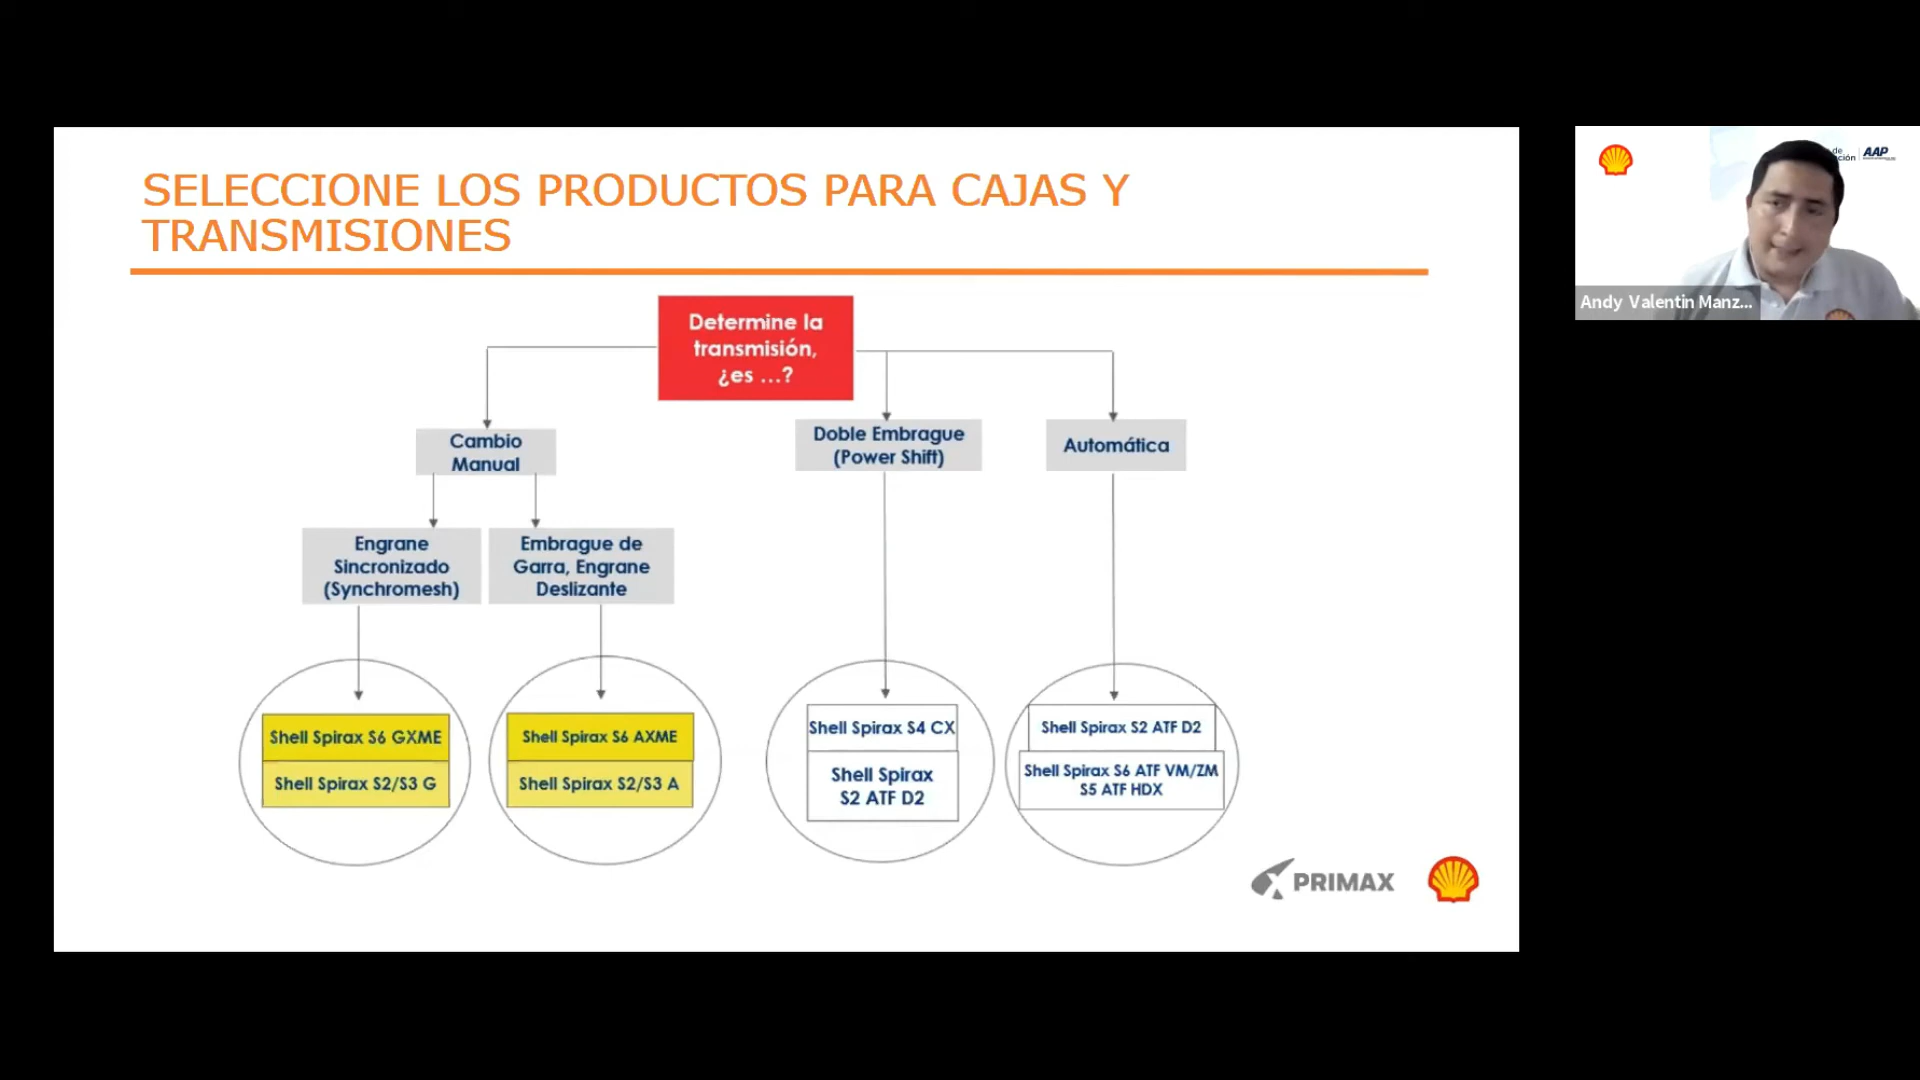 SELECCIONE LOS PRODUCTOS PARA CAJAS Y
TRANSMISIONES
Determine la
transmisión,
¿es ...?
Cambio
Manual
Doble Embrague
(Power Shift)
Automática
Engrane
Sincronizado
(Synchromesh)
Embrague de
Garra, Engrane
Deslizante
Shell Spirax S6 GXME
Shell Spirax S2/S3 G
Shell Spirax S6 AXME
Shell Spirax S2/S3 A
Shell Spirax S4 CX
Shell Spirax
S2 ATF D2
Shell Spirax S2 ATF D2
Shell Spirax S6 ATF VM/ZM
S5 ATF HDX
PRIMAX
de
ción
AAP
Andy Valentin Manz...